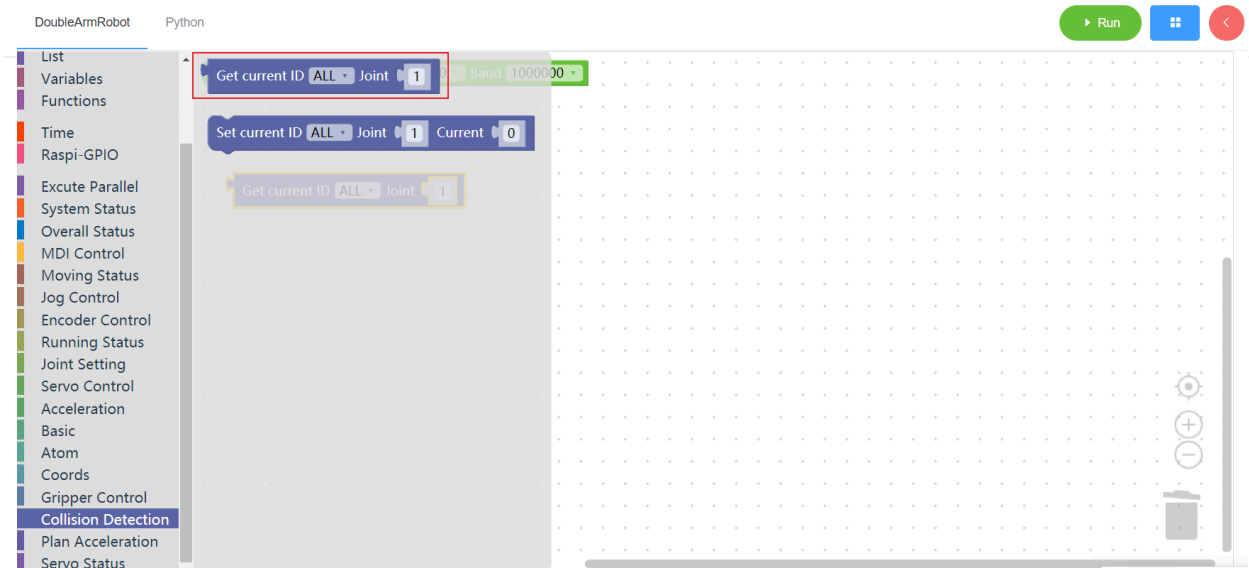 DoubleArmRobot Python Run
List
Variables
Functions
Time
Raspi-GPIO
Excute Parallel
System Status
Overall Status
MDI Control
Moving Status
Jog Control
Encoder Control
Running Status
Joint Setting
Servo Control
Acceleration
Basic
Atom
Coords
Gripper Control
Collision Detection
Plan Acceleration
Servo Status
Get current ID ALL Joint 1
0 Baud 1000000
Set current ID ALL Joint 1 Current 0
Get current ID ALL Joint 1